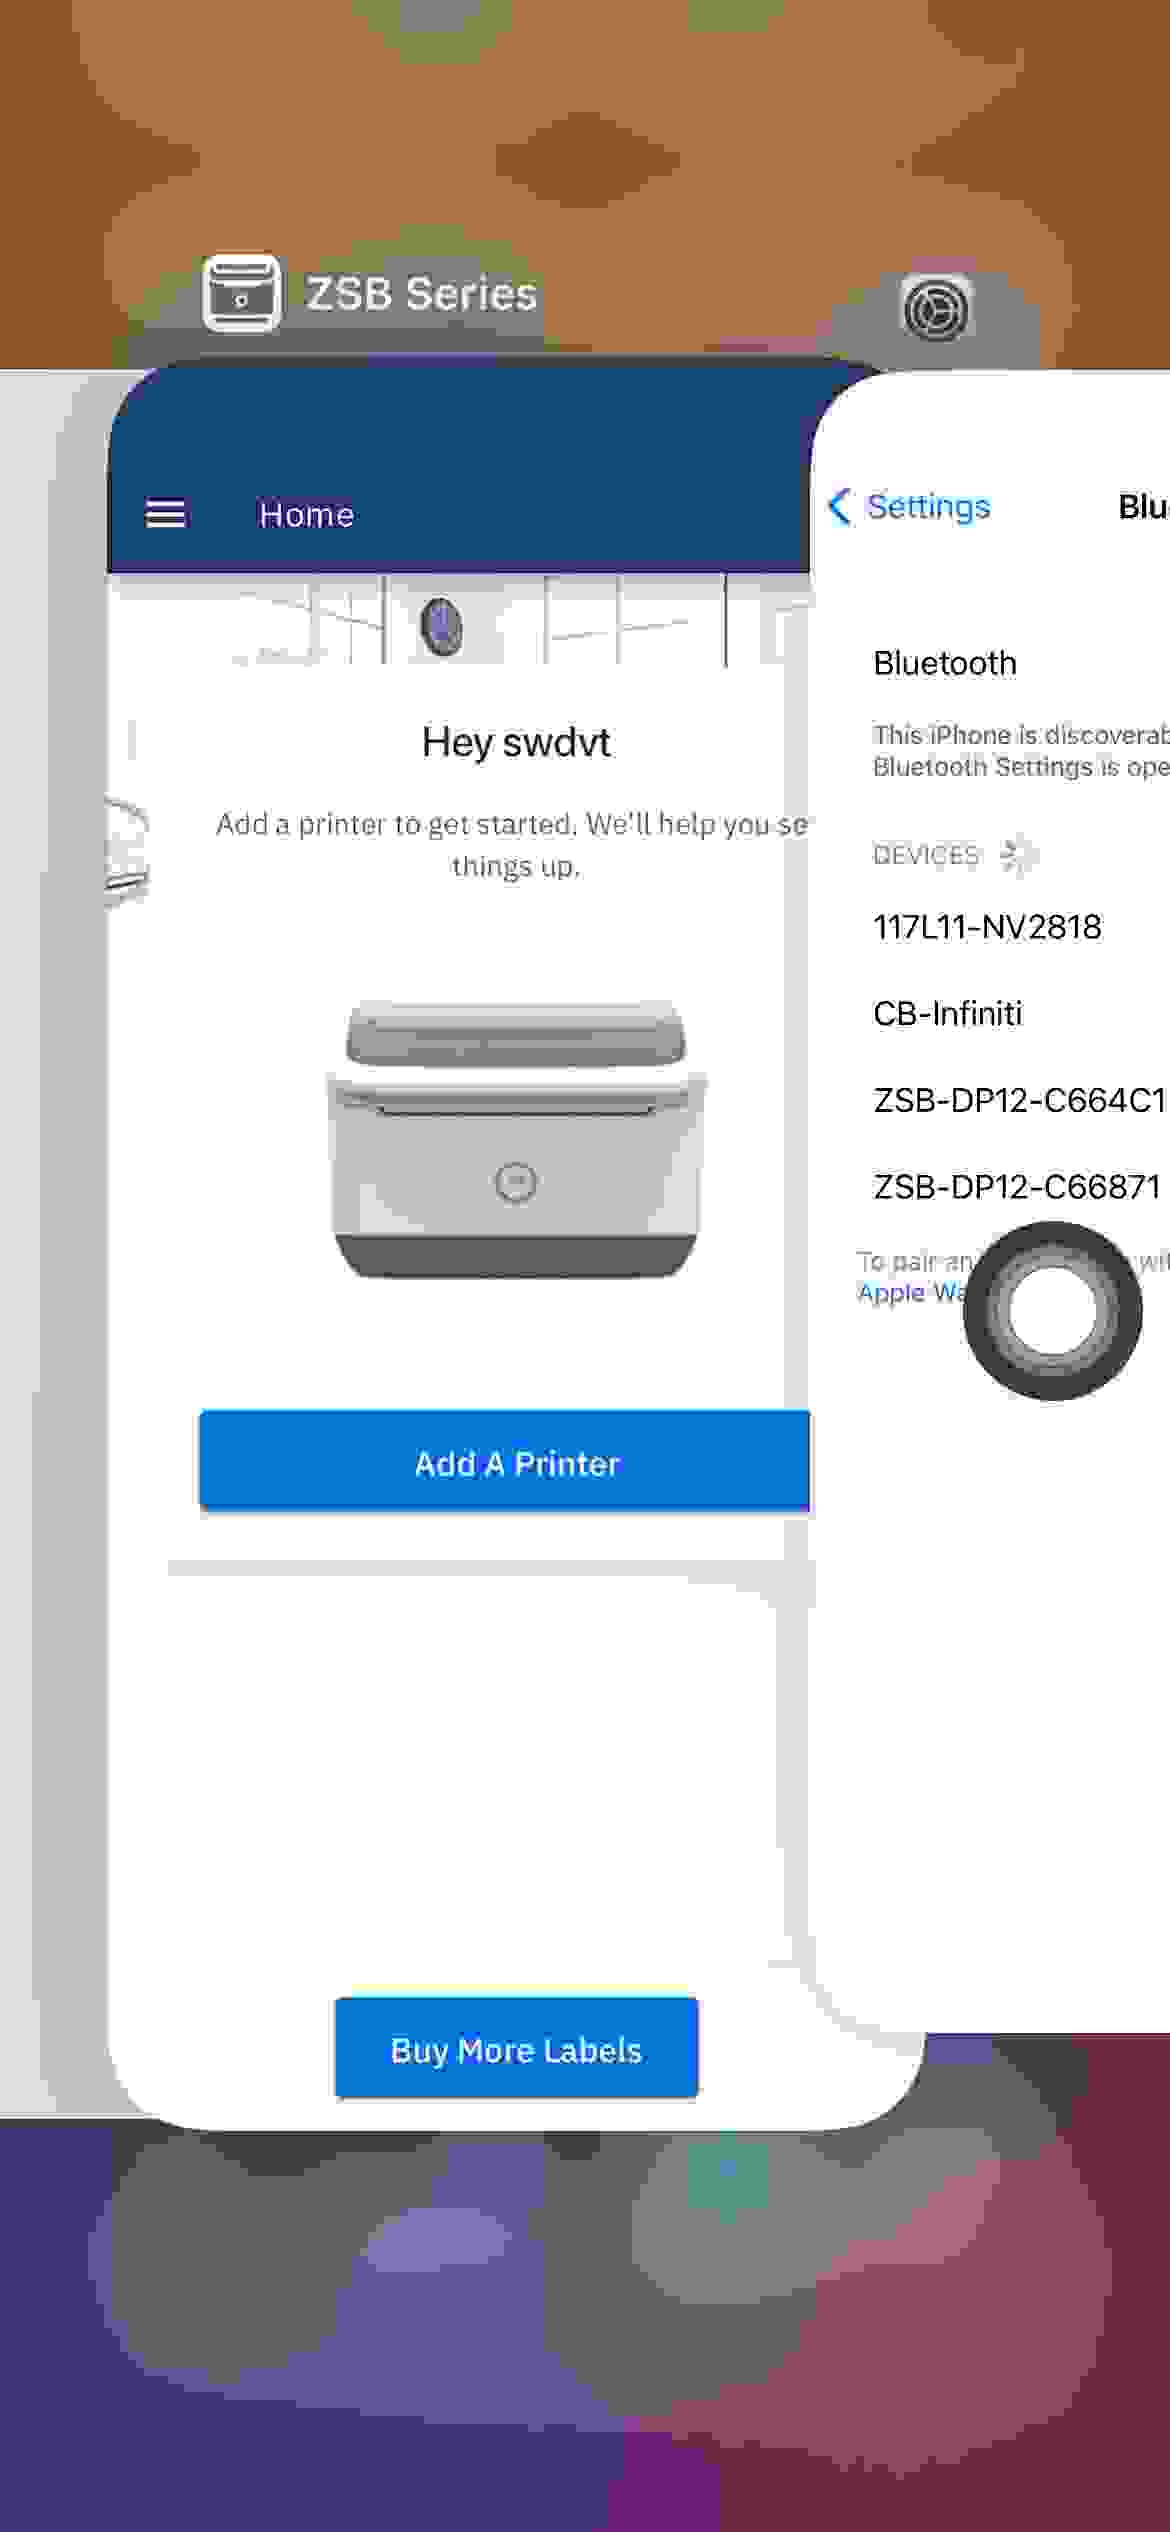 ZSB Series
Home
Hey swdvt
Add a printer to get started. We'll help you se
things up.
Add A Printer
Buy More Labels
Settings
Blu
Bluetooth
This iPhone is discoverab
Bluetooth Settings is ope
DEVICES
117L11-NV2818
CB-Infiniti
ZSB-DP12-C664C1
ZSB-DP12-C66871
To pair an wit
Apple Wa